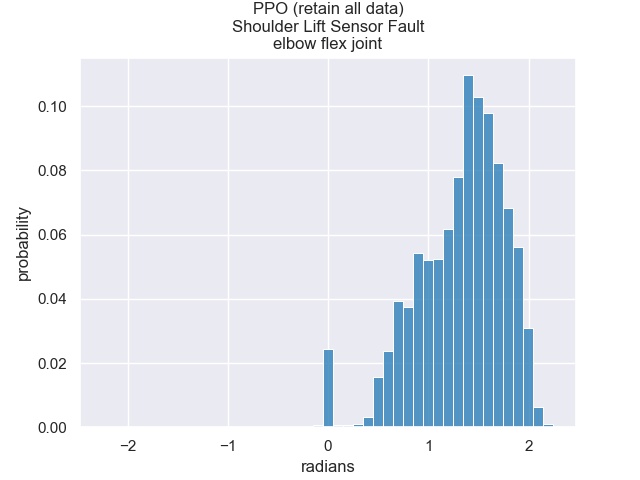 PPO (retain all data)
Shoulder Lift Sensor Fault
elbow flex joint
probability
0.10
0.08
0.06
0.04
0.02
0.00
−2
−1
0
1
2
radians